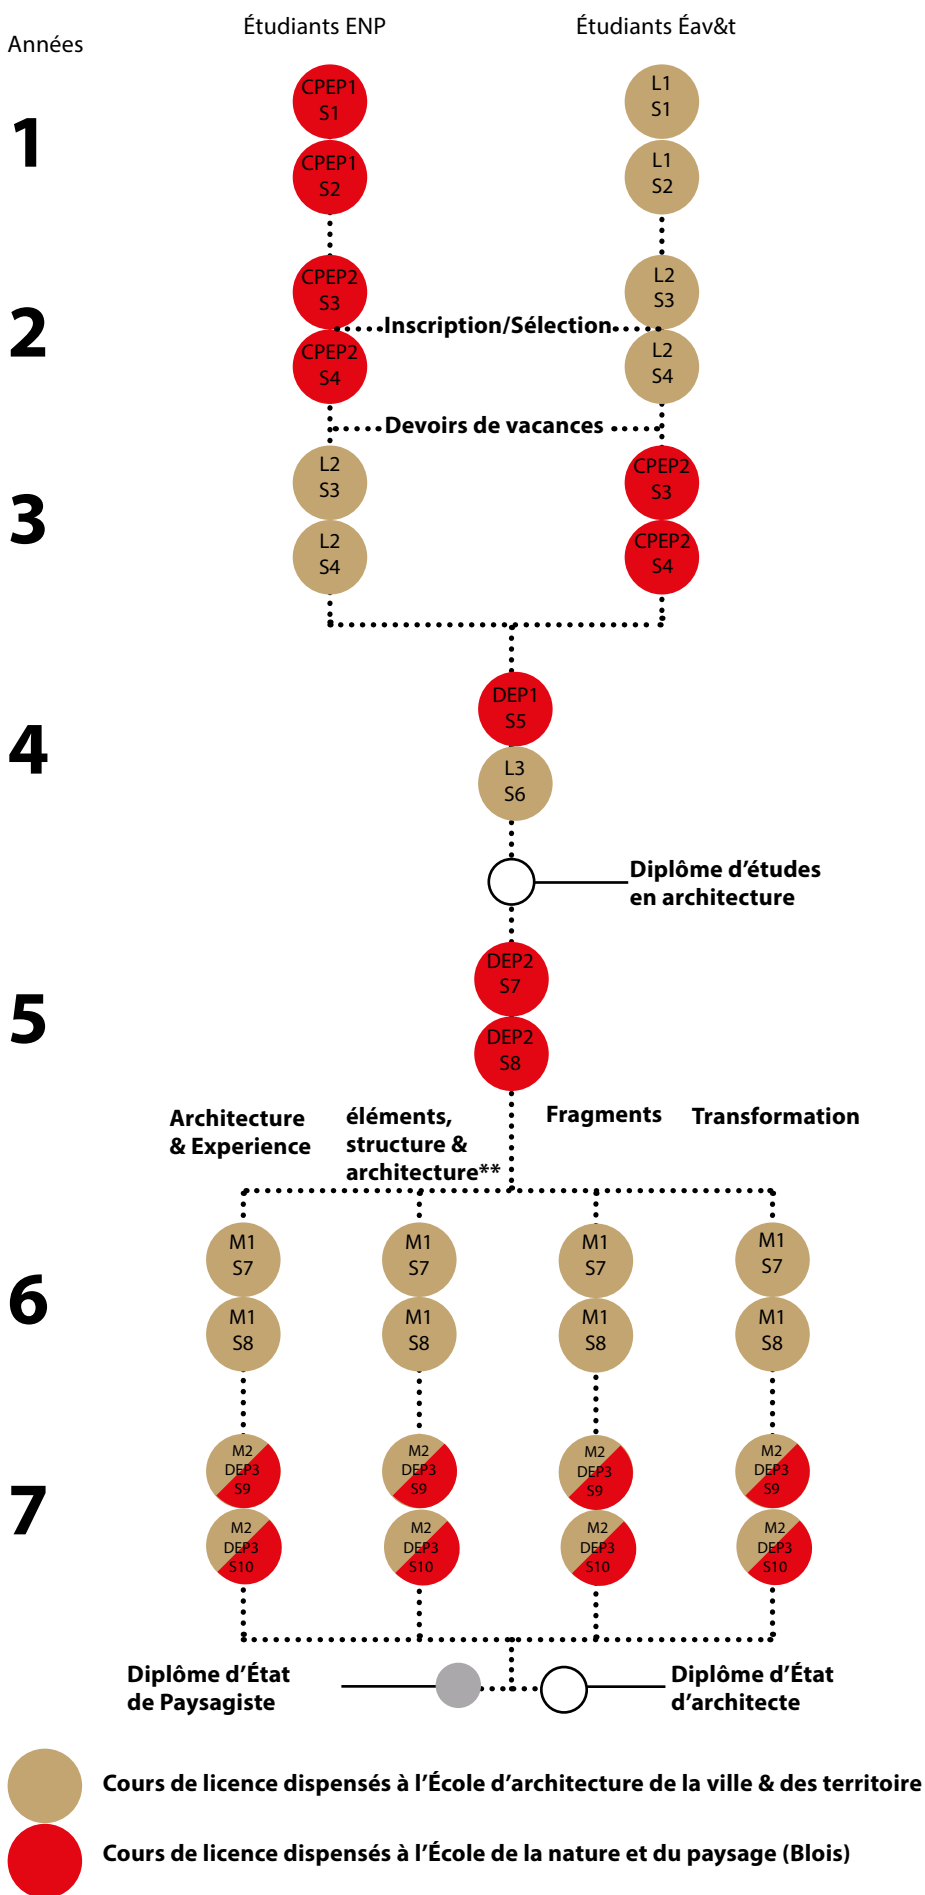 Étudiants ENP
Étudiants Éav&t
Années
1
CPEP1
S1
L1
S1
CPEP1
S2
L1
S2
2
CPEP2
S3
L2
S3
Inscription/Sélection
CPEP2
S4
L2
S4
Devoirs de vacances
3
L2
S3
CPEP2
S3
L2
S4
CPEP2
S4
4
DEP1
S5
L3
S6
Diplôme d’études
en architecture
5
DEP2
S7
DEP2
S8
Architecture
& Experience
éléments,
structure &
architecture**
Fragments
Transformation
6
M1
S7
M1
S7
M1
S7
M1
S7
M1
S8
M1
S8
M1
S8
M1
S8
7
M2
DEP3
S9
M2
DEP3
S9
M2
DEP3
S9
M2
DEP3
S9
M2
DEP3
S10
M2
DEP3
S10
M2
DEP3
S10
M2
DEP3
S10
Diplôme d’État
de Paysagiste
Diplôme d’État
d’architecte
Cours de licence dispensés à l’École d’architecture de la ville & des territoire
Cours de licence dispensés à l’École de la nature et du paysage (Blois)